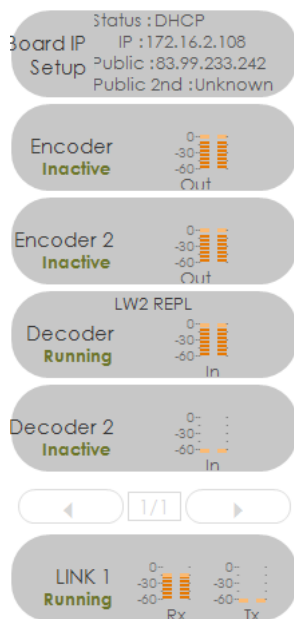 Status : DHCP
Board IP IP : 172.16.2.108
Setup Public : 83.99.233.242
Public 2nd : Unknown
Encoder
Inactive
0-
-30-
-60-
Out
Encoder 2
Inactive
0-
-30-
-60-
Out
LW2 REPL
Decoder
Running
0-
-30-
-60-
In
Decoder 2
Inactive
0-
-30-
-60-
In
1/1
LINK 1
Running
0-
-30-
-60-
Rx
0-
-30-
-60-
Tx